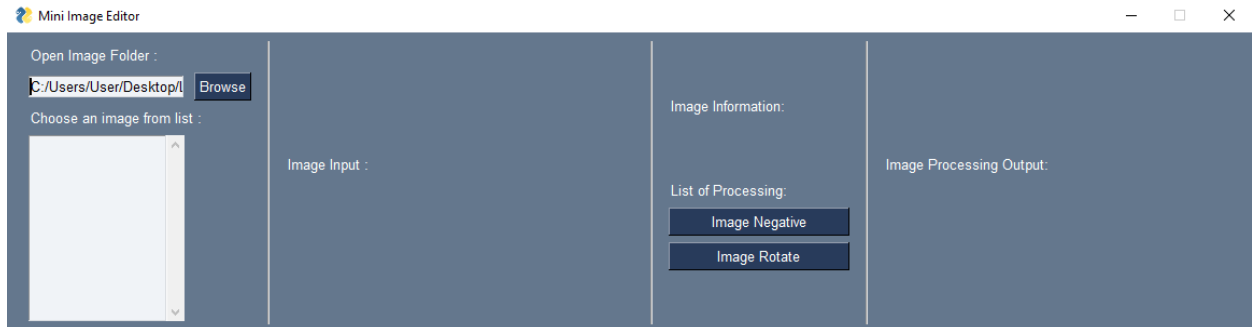 Mini Image Editor
Open Image Folder :
C:/Users/User/Desktop/L
Browse
Choose an image from list :
Image Input :
Image Information:
List of Processing:
Image Negative
Image Rotate
Image Processing Output: